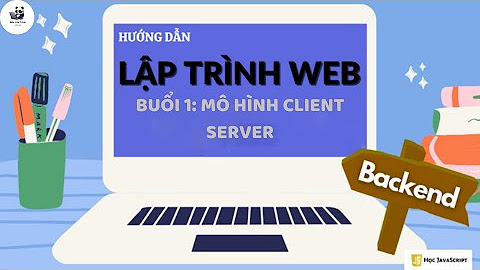 HƯỚNG DẪN
LẬP TRÌNH WEB
BUỔI 1: MÔ HÌNH CLIENT
SERVER
Backend
HỌC JAVASCRIPT